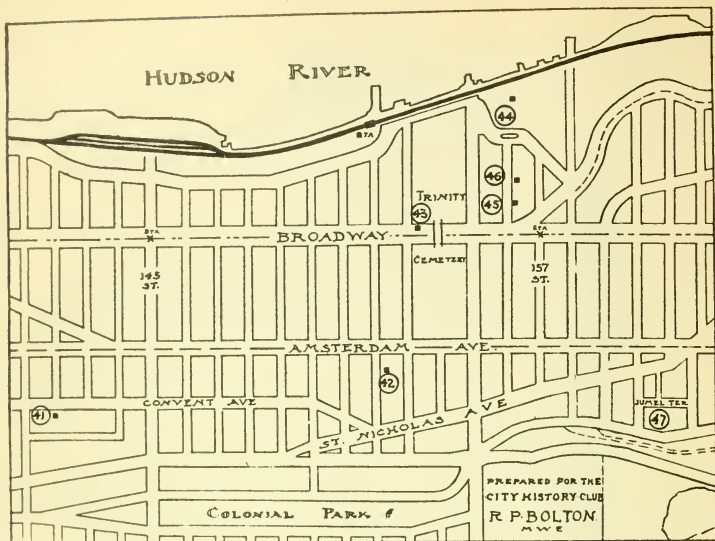 HUDSON RIVER
STA
44
46
45
TRINITY
43
BROADWAY
STA
STA
CEMETERY
145
ST.
157
ST.
AMSTERDAM AVE.
42
CONVENT AVE
41
ST. NICHOLAS AVE
JUMEL TER.
47
COLONIAL PARK
PREPARED FOR THE
CITY HISTORY CLUB
R P. BOLTON
M W E